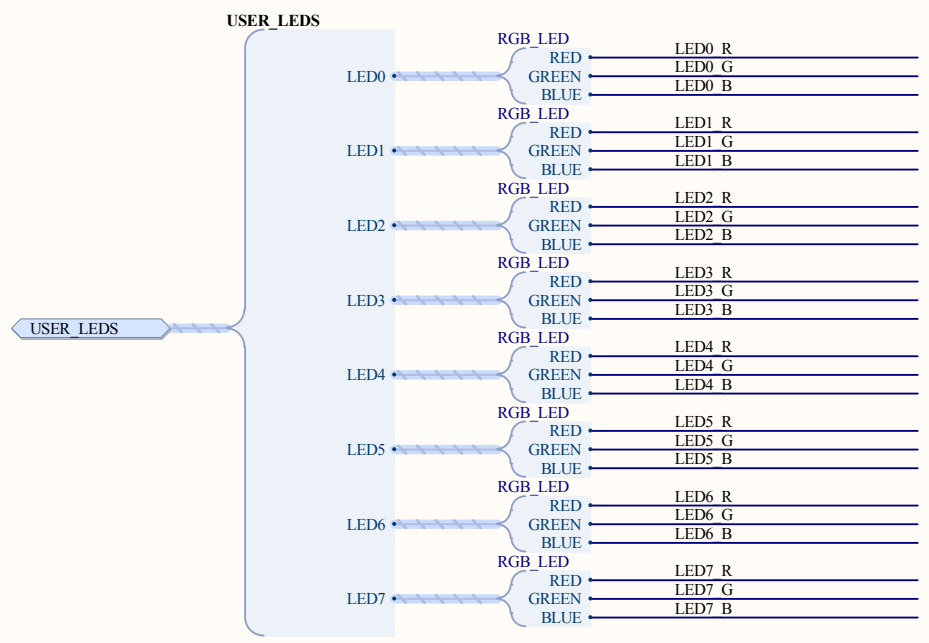 USER_LEDS
RGB_LED
RED LED0_R
LED0 GREEN LED0_G
BLUE LED0_B
RGB_LED
RED LED1_R
LED1 GREEN LED1_G
BLUE LED1_B
RGB_LED
RED LED2_R
LED2 GREEN LED2_G
BLUE LED2_B
RGB_LED
RED LED3_R
LED3 GREEN LED3_G
BLUE LED3_B
USER_LEDS
RGB_LED
RED LED4_R
LED4 GREEN LED4_G
BLUE LED4_B
RGB_LED
RED LED5_R
LED5 GREEN LED5_G
BLUE LED5_B
RGB_LED
RED LED6_R
LED6 GREEN LED6_G
BLUE LED6_B
RGB_LED
RED LED7_R
LED7 GREEN LED7_G
BLUE LED7_B